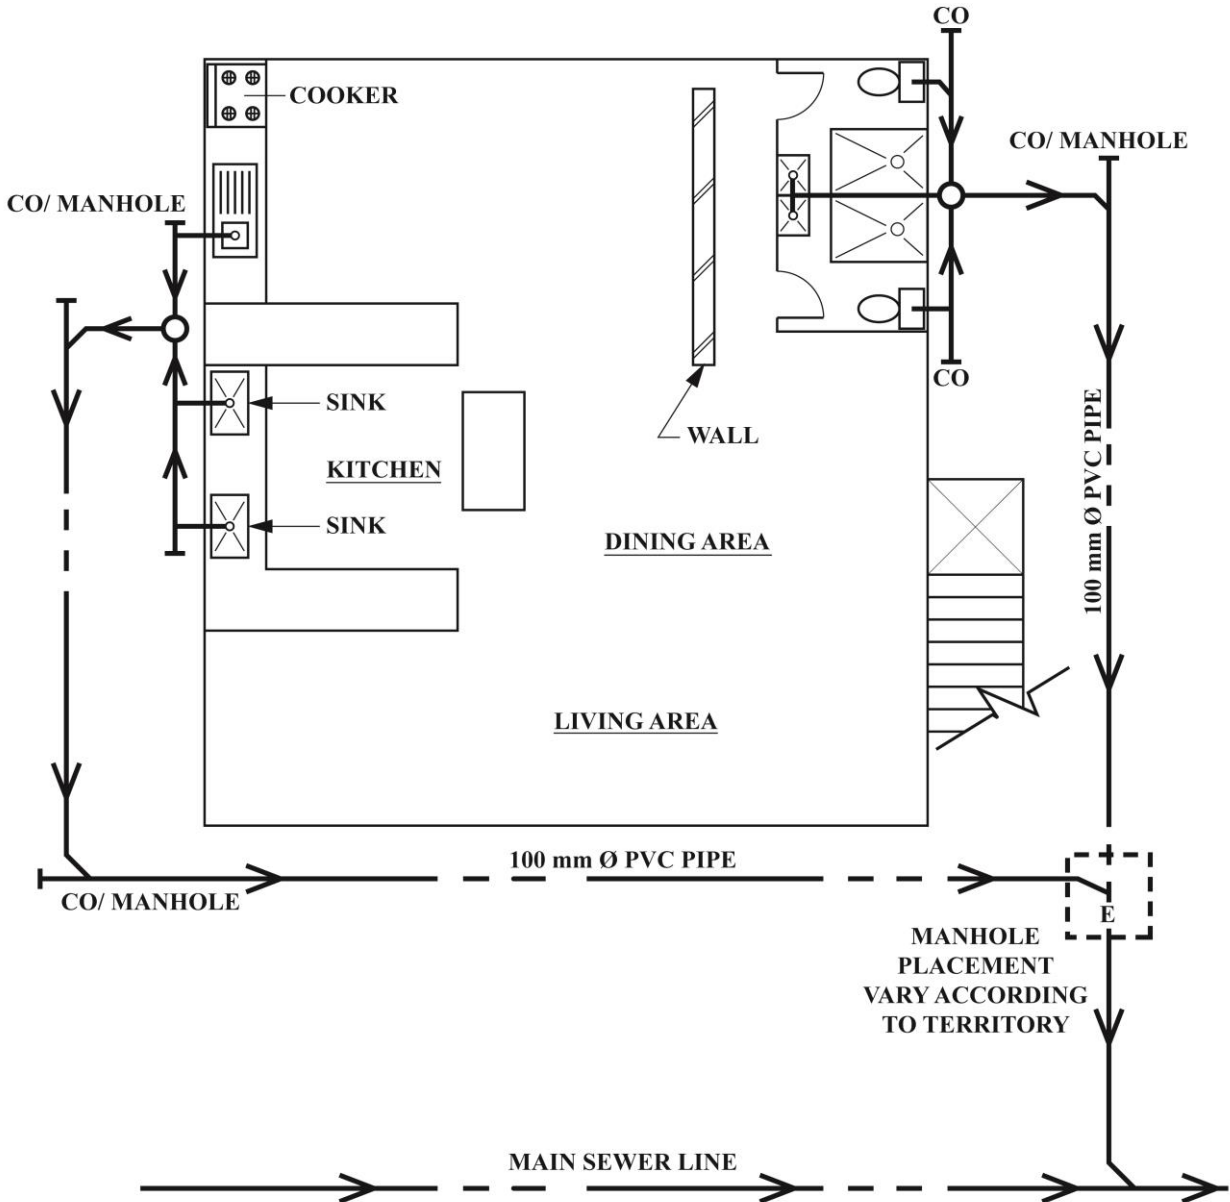 CO
COOKER
CO/ MANHOLE
CO/ MANHOLE
SINK
CO
WALL
KITCHEN
100 mm Ø PVC PIPE
SINK
DINING AREA
LIVING AREA
100 mm Ø PVC PIPE
CO/ MANHOLE
E
MANHOLE
PLACEMENT
VARY ACCORDING
TO TERRITORY
MAIN SEWER LINE